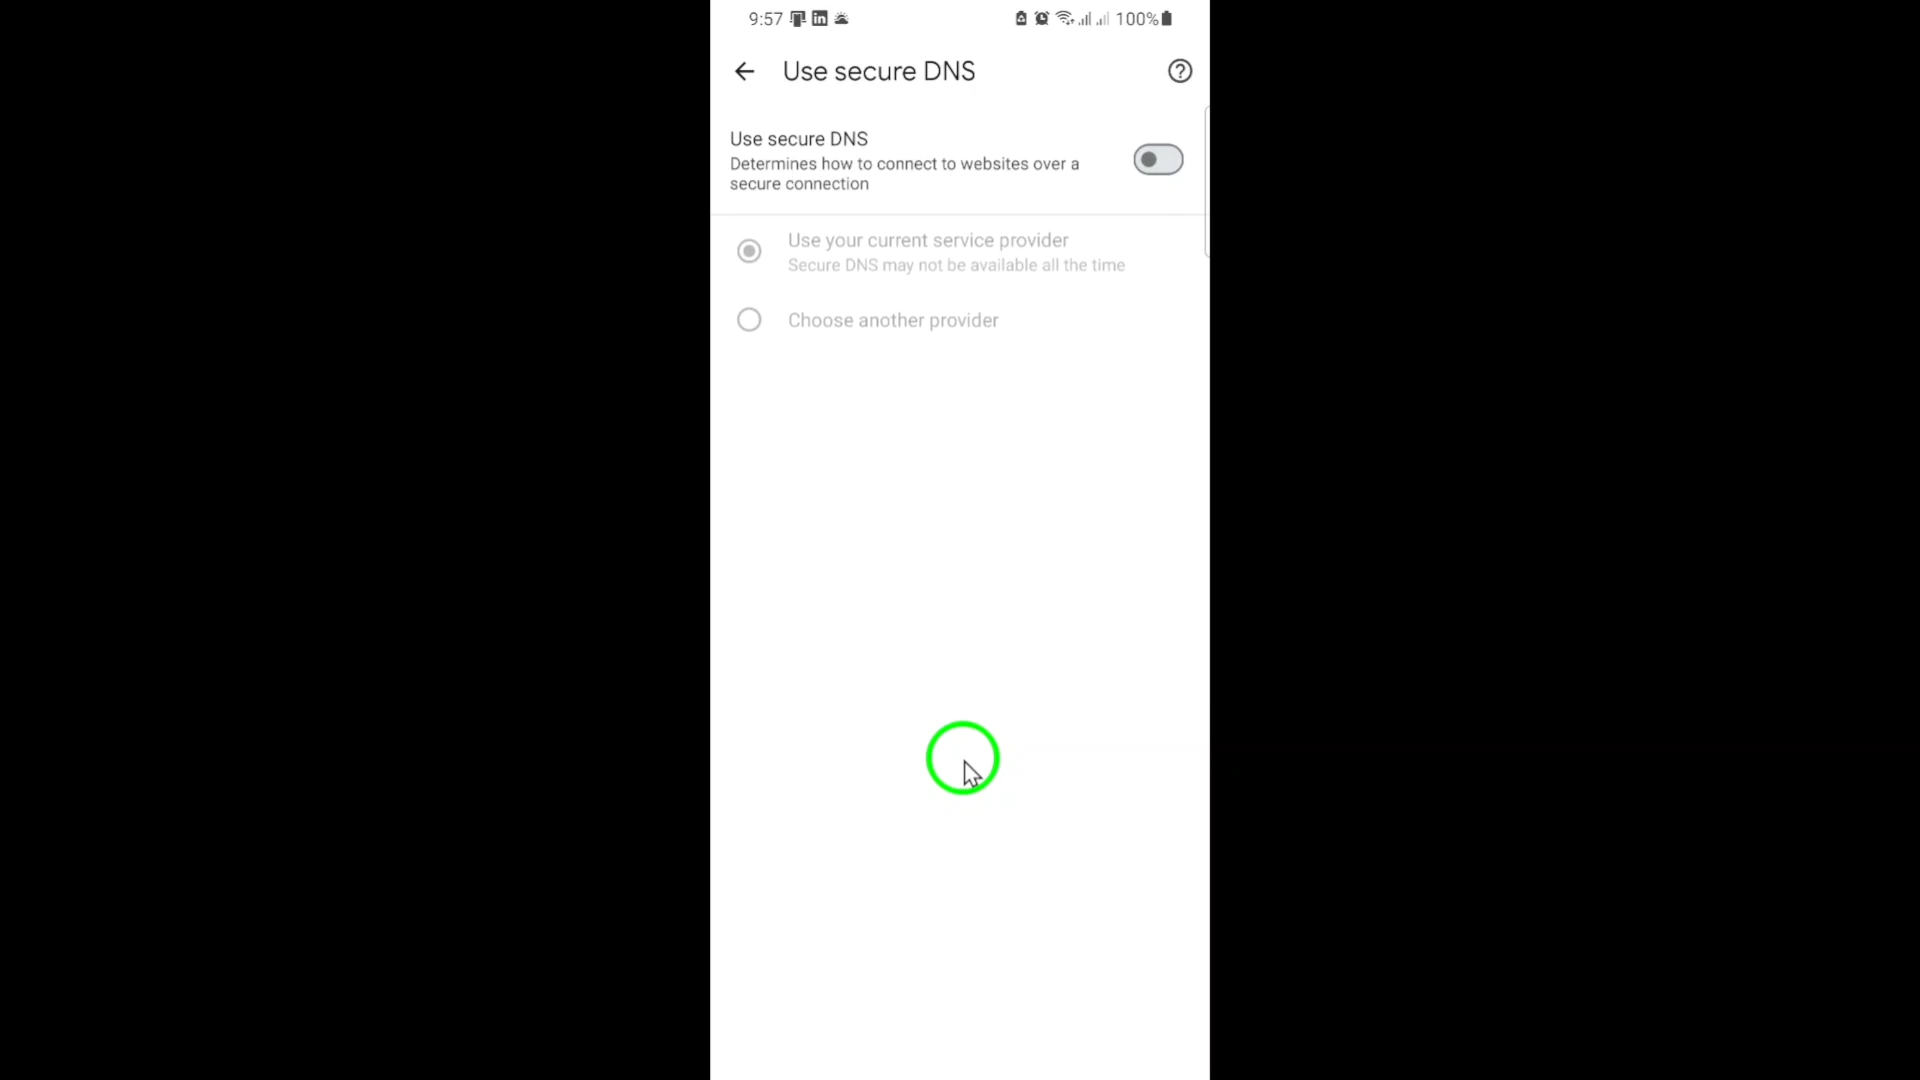 9:57 in 100%
Use secure DNS
Use secure DNS
Determines how to connect to websites over a
secure connection
Use your current service provider
Secure DNS may not be available all the time
Choose another provider